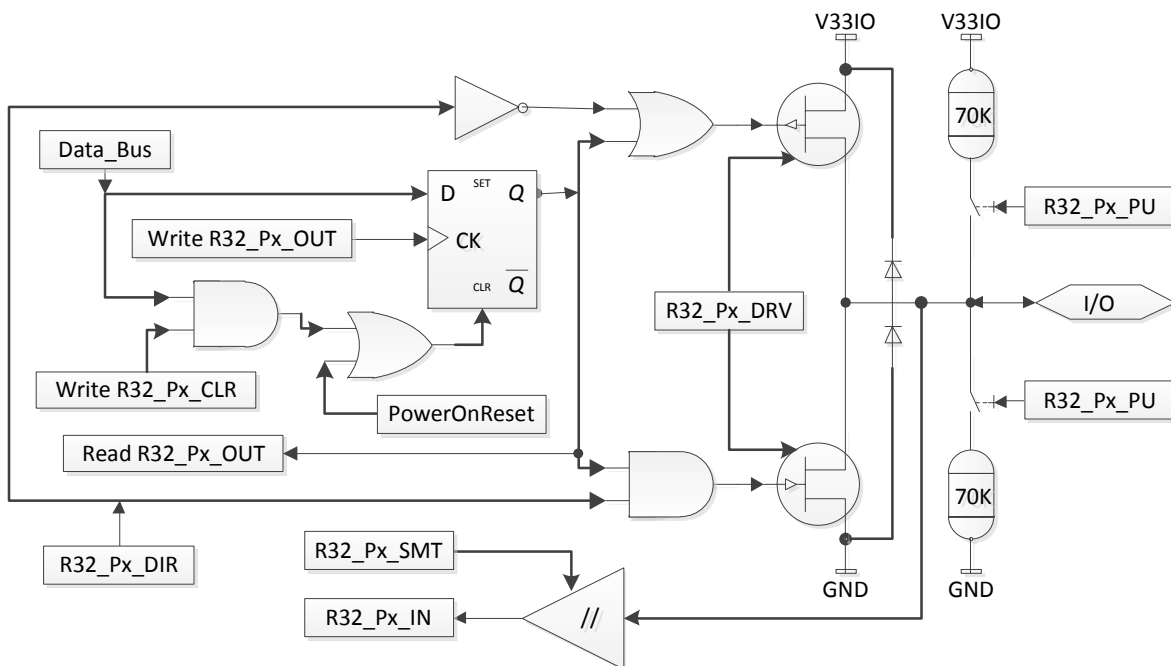 V33IO
V33IO
70K
Data_Bus
D
SET
Q
R32_Px_PU
Write R32_Px_OUT
CK
CLR
Q
R32_Px_DRV
I/O
Write R32_Px_CLR
PowerOnReset
R32_Px_PU
Read R32_Px_OUT
70K
R32_Px_DIR
R32_Px_SMT
GND
GND
R32_Px_IN
//